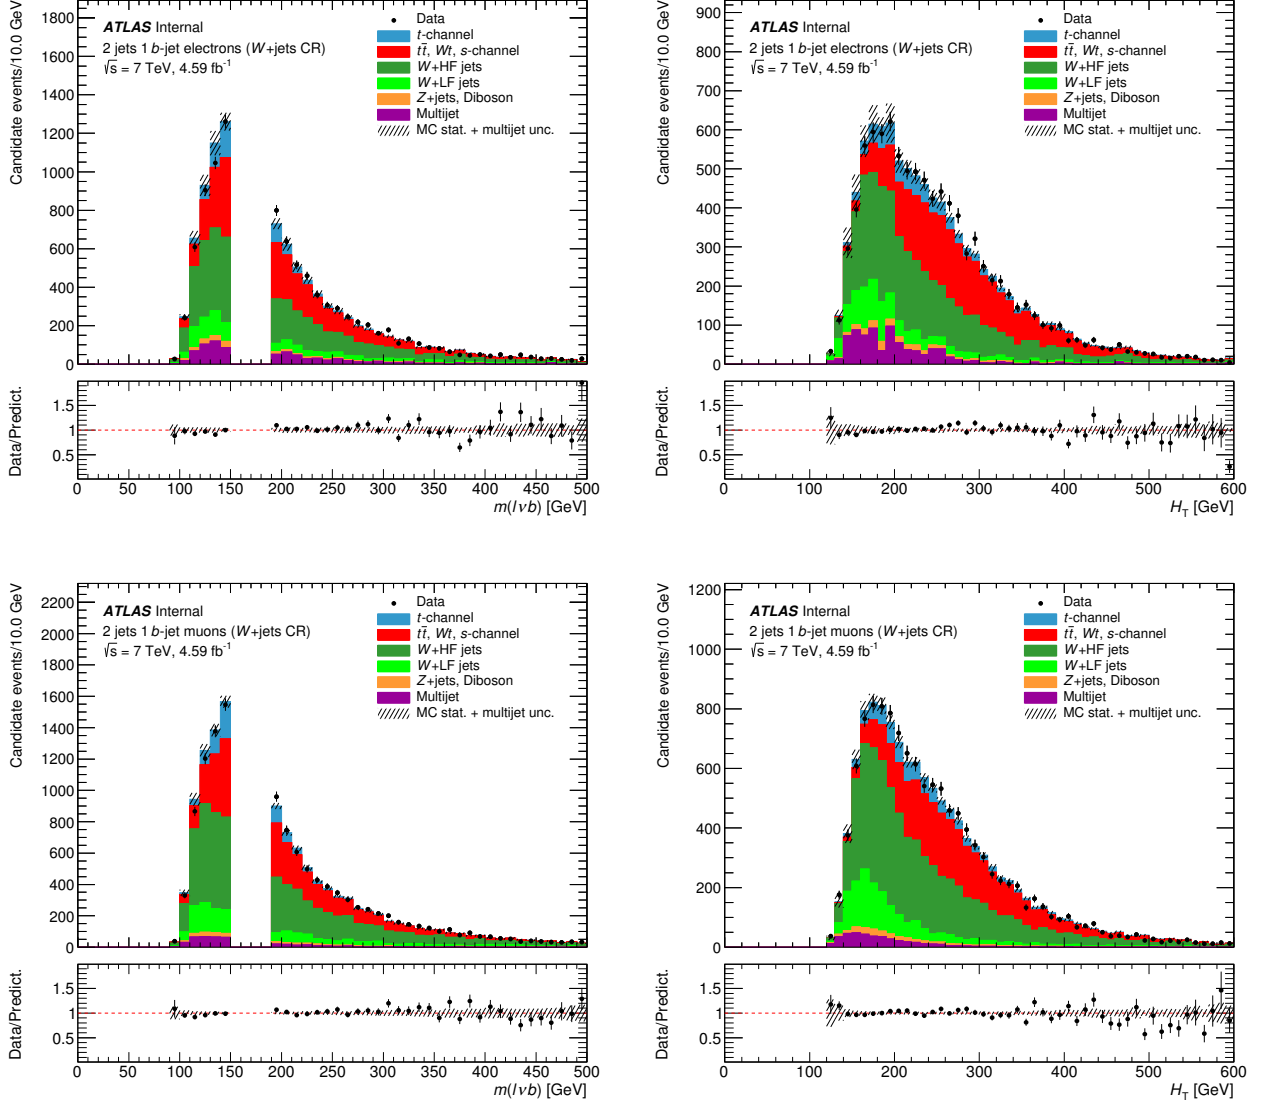 Candidate events/10.0 GeV
1800
1600
1400
1200
1000
800
600
400
200
0
ATLAS Internal
2 jets 1 b-jet electrons (W+jets CR)
√s = 7 TeV, 4.59 fb⁻¹
Data
t-channel
tt̄, Wt, s-channel
W+HF jets
W+LF jets
Z+jets, Diboson
Multijet
MC stat. + multijet unc.
Data/Predict.
1.5
1
0.5
0 50 100 150 200 250 300 350 400 450 500
m(lνb) [GeV]
Candidate events/10.0 GeV
900
800
700
600
500
400
300
200
100
0
ATLAS Internal
2 jets 1 b-jet electrons (W+jets CR)
√s = 7 TeV, 4.59 fb⁻¹
Data
t-channel
tt̄, Wt, s-channel
W+HF jets
W+LF jets
Z+jets, Diboson
Multijet
MC stat. + multijet unc.
Data/Predict.
1.5
1
0.5
0 100 200 300 400 500 600
H_T [GeV]
Candidate events/10.0 GeV
2200
2000
1800
1600
1400
1200
1000
800
600
400
200
0
ATLAS Internal
2 jets 1 b-jet muons (W+jets CR)
√s = 7 TeV, 4.59 fb⁻¹
Data
t-channel
tt̄, Wt, s-channel
W+HF jets
W+LF jets
Z+jets, Diboson
Multijet
MC stat. + multijet unc.
Data/Predict.
1.5
1
0.5
0 50 100 150 200 250 300 350 400 450 500
m(lνb) [GeV]
Candidate events/10.0 GeV
1200
1000
800
600
400
200
0
ATLAS Internal
2 jets 1 b-jet muons (W+jets CR)
√s = 7 TeV, 4.59 fb⁻¹
Data
t-channel
tt̄, Wt, s-channel
W+HF jets
W+LF jets
Z+jets, Diboson
Multijet
MC stat. + multijet unc.
Data/Predict.
1.5
1
0.5
0 100 200 300 400 500 600
H_T [GeV]